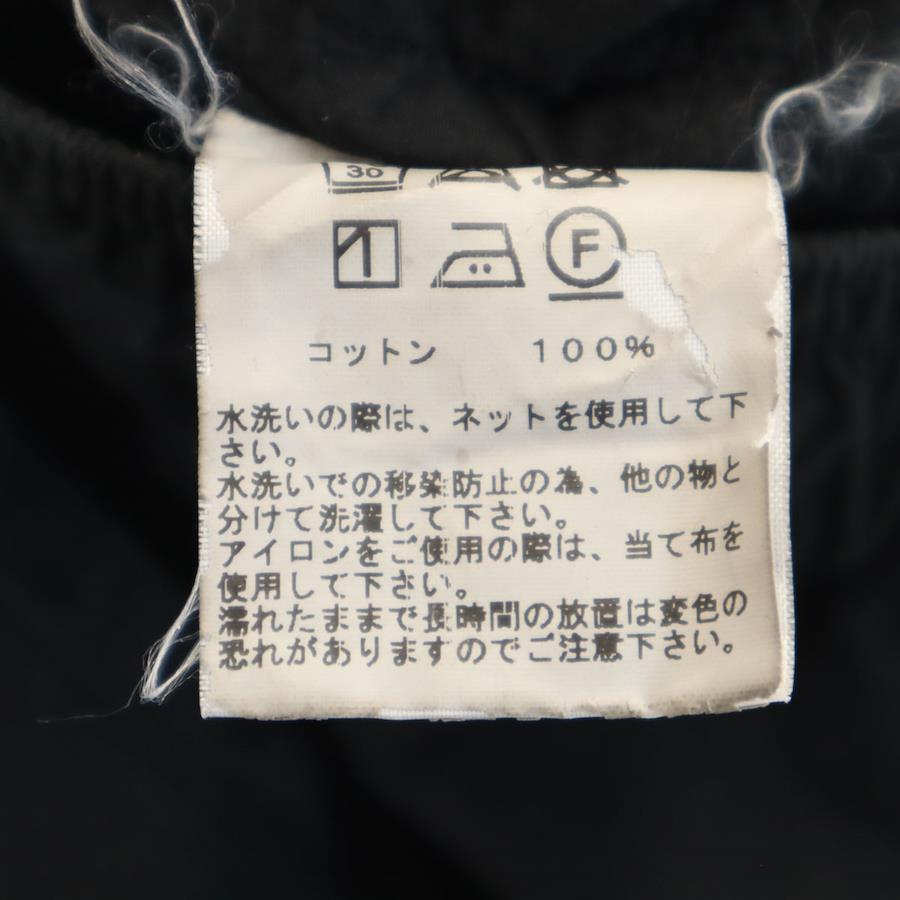 30
F
コットン 100%
水洗いの際は、ネットを使用して下
さい。
水洗いでの移染防止の為、他の物と
分けて洗濯して下さい。
アイロンをご使用の際は、当て布を
使用して下さい。
濡れたままで長時間の放置は変色の
恐れがありますのでご注意下さい。